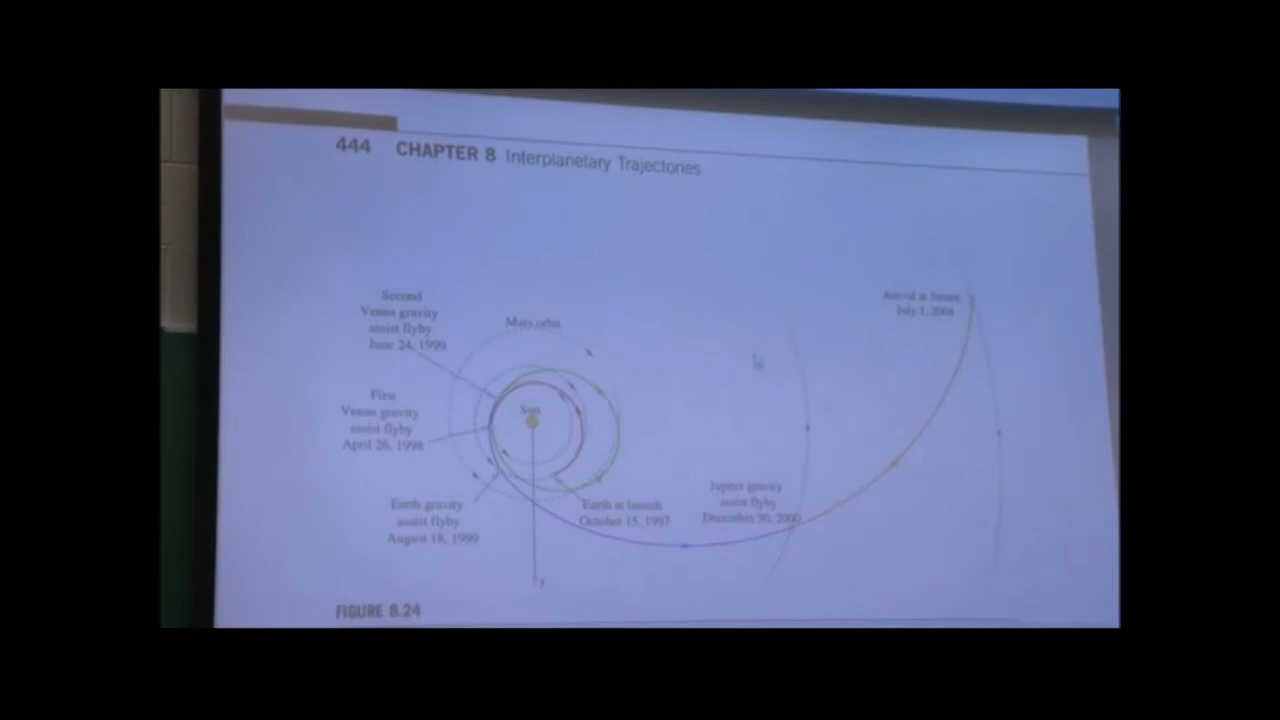 444 CHAPTER 8 Interplanetary Trajectories
Second
Venus gravity
assist flyby
June 24, 1999
Mars orbit
Arrival at Saturn
July 1, 2004
First
Venus gravity
assist flyby
April 26, 1998
Sun
Earth gravity
assist flyby
August 18, 1999
Earth at launch
October 15, 1997
Jupiter gravity
assist flyby
December 30, 2000
γ
FIGURE 8.24